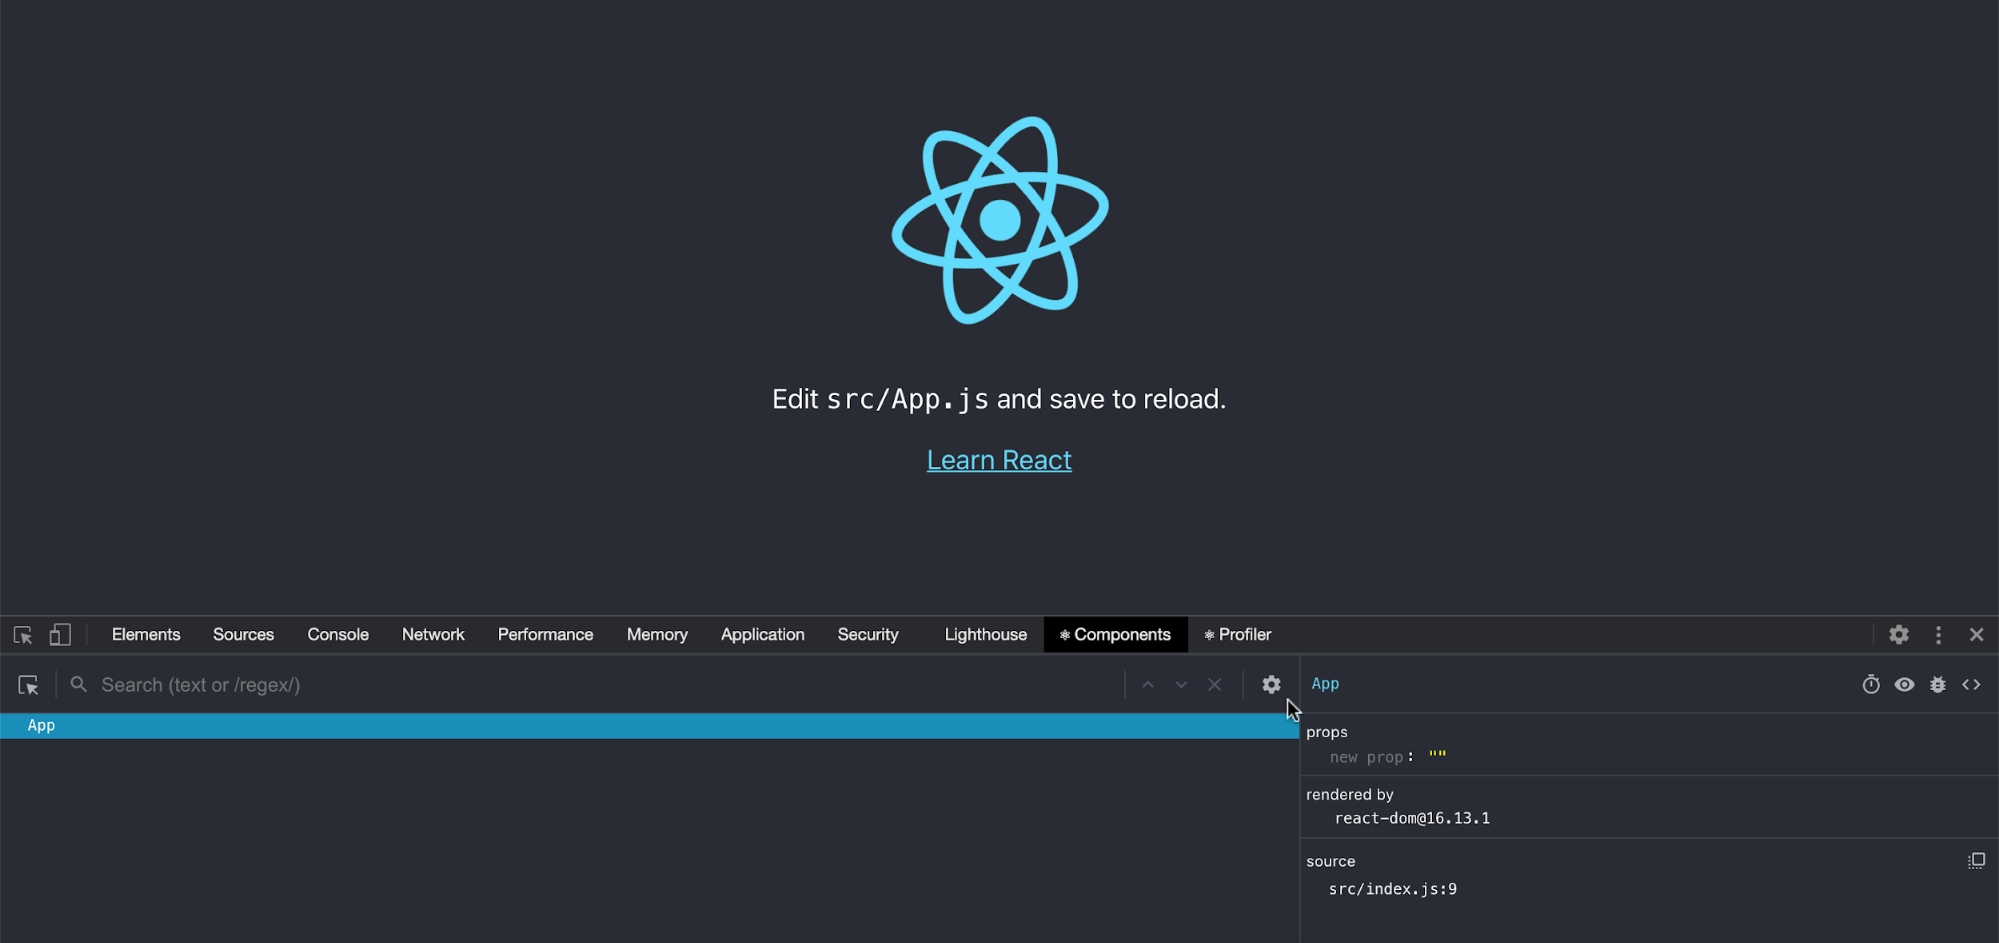 Edit src/App.js and save to reload.
Learn React
Elements Sources Console Network Performance Memory Application Security Lighthouse ⚛ Components ⚛ Profiler
Search (text or /regex/)
App
App
props
new prop: ""
rendered by
react-dom@16.13.1
source
src/index.js:9